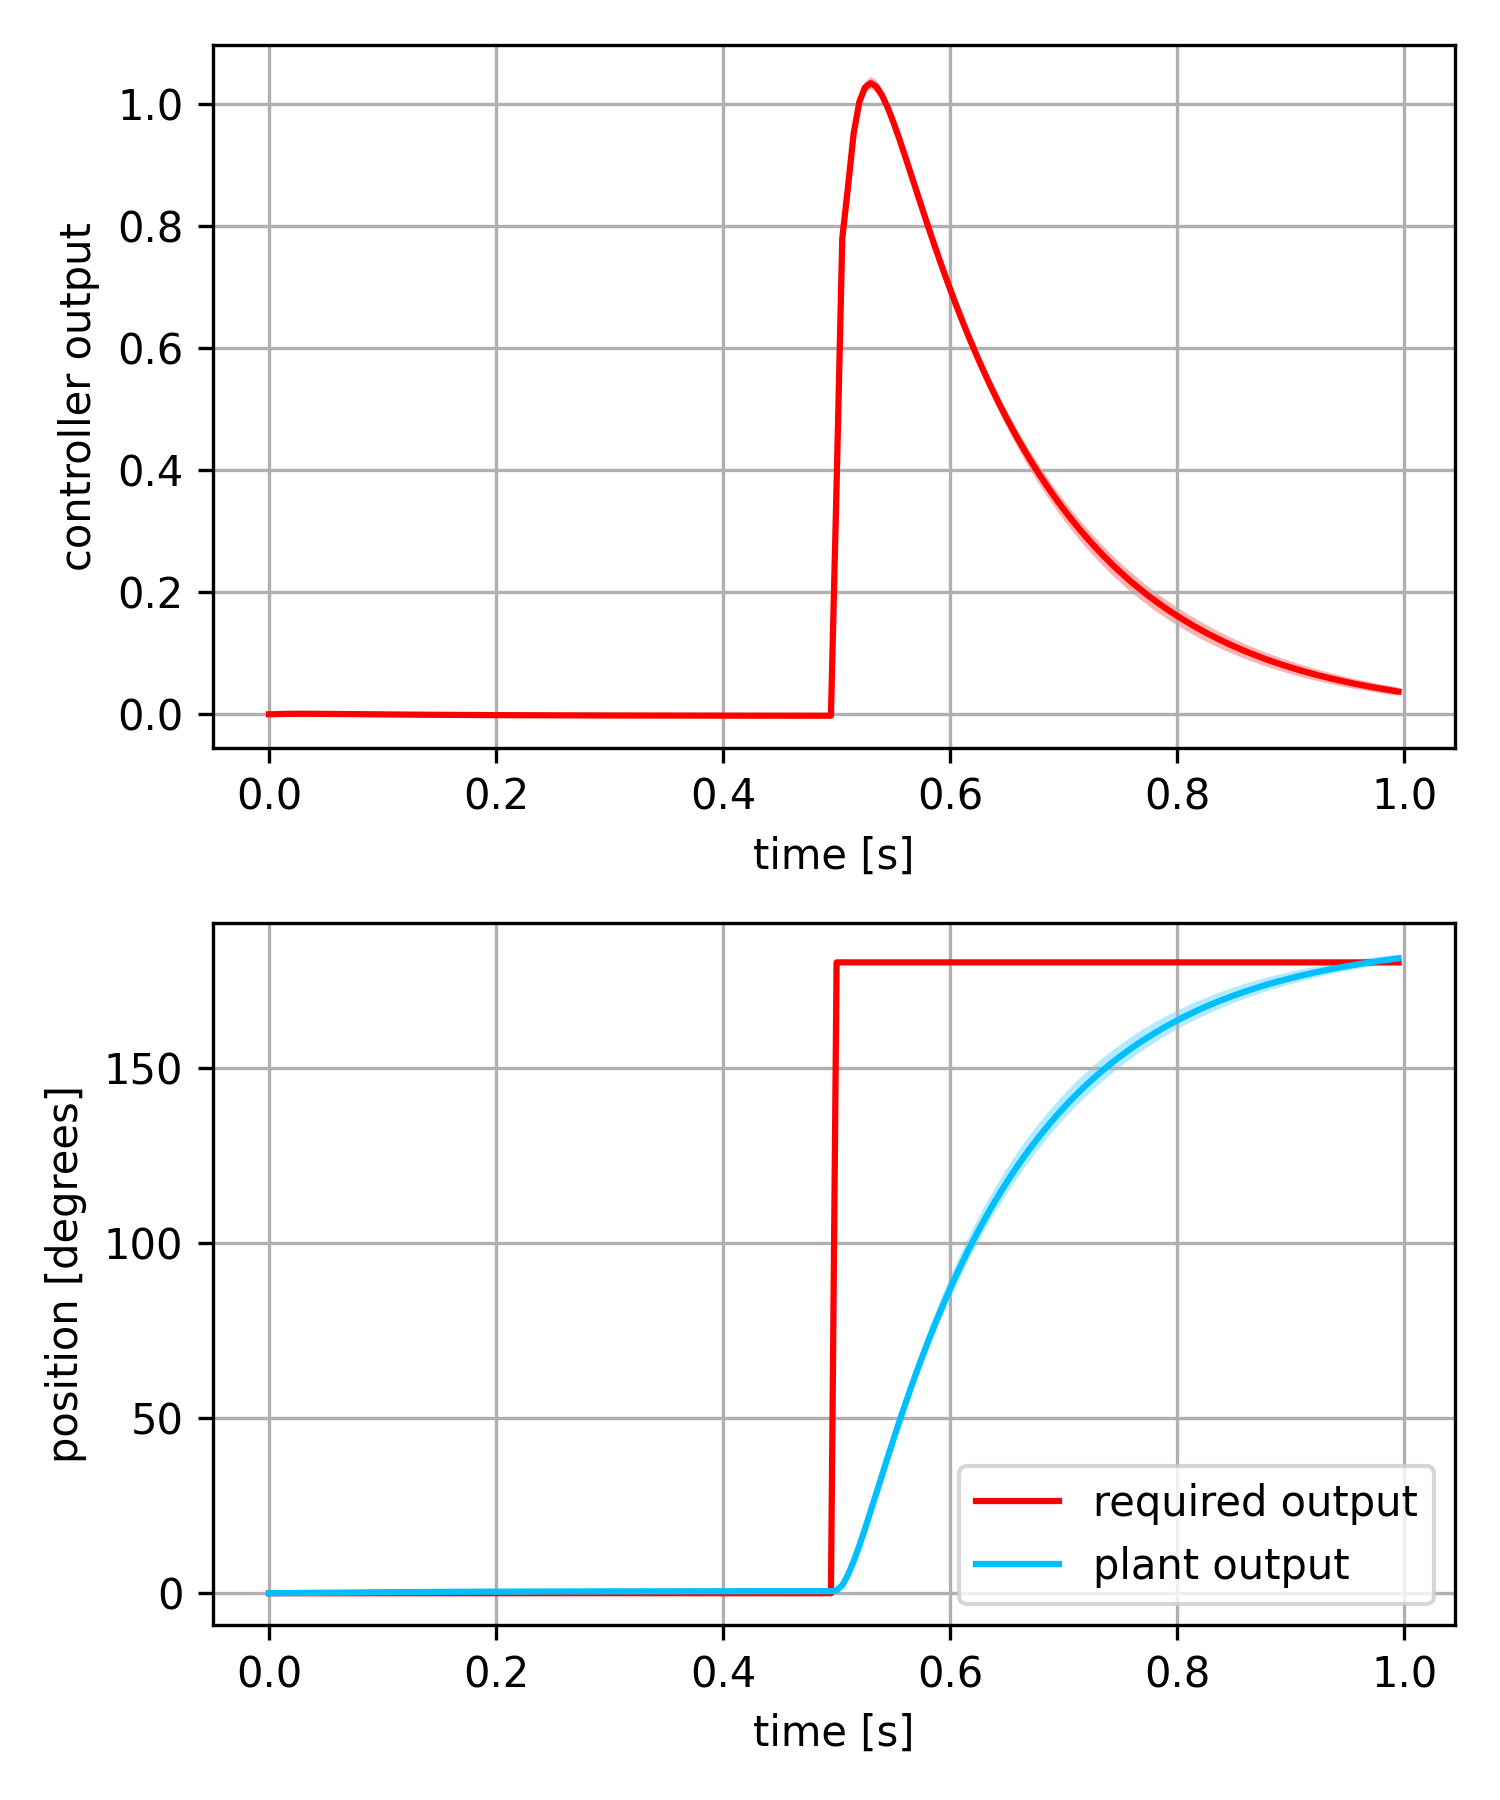 1.0
0.8
0.6
0.4
0.2
0.0
controller output
0.0 0.2 0.4 0.6 0.8 1.0
time [s]
150
100
50
0
position [degrees]
required output
plant output
0.0 0.2 0.4 0.6 0.8 1.0
time [s]